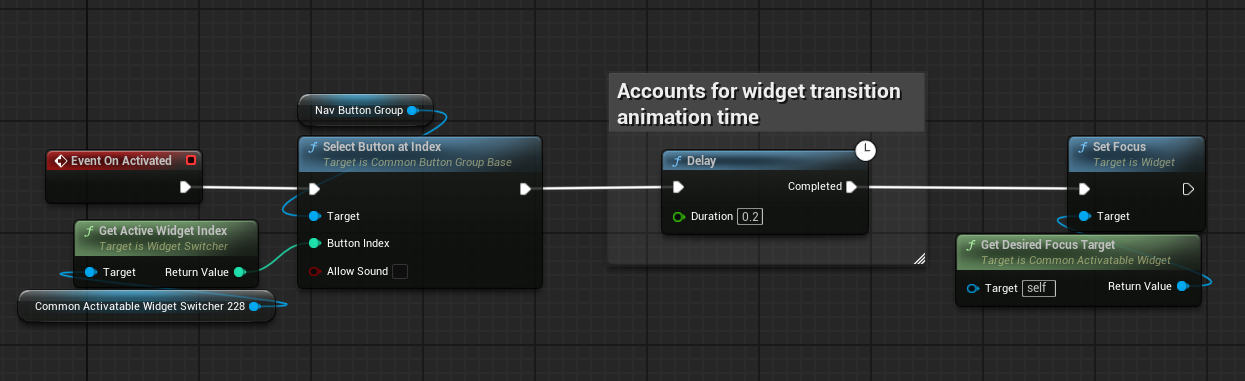 Accounts for widget transition
animation time
Nav Button Group
Event On Activated
Select Button at Index
Target is Common Button Group Base
Target
Button Index
Allow Sound
Get Active Widget Index
Target is Widget Switcher
Target
Return Value
Common Activatable Widget Switcher 228
Delay
Completed
Duration 0.2
Set Focus
Target is Widget
Target
Get Desired Focus Target
Target is Common Activatable Widget
Target self
Return Value